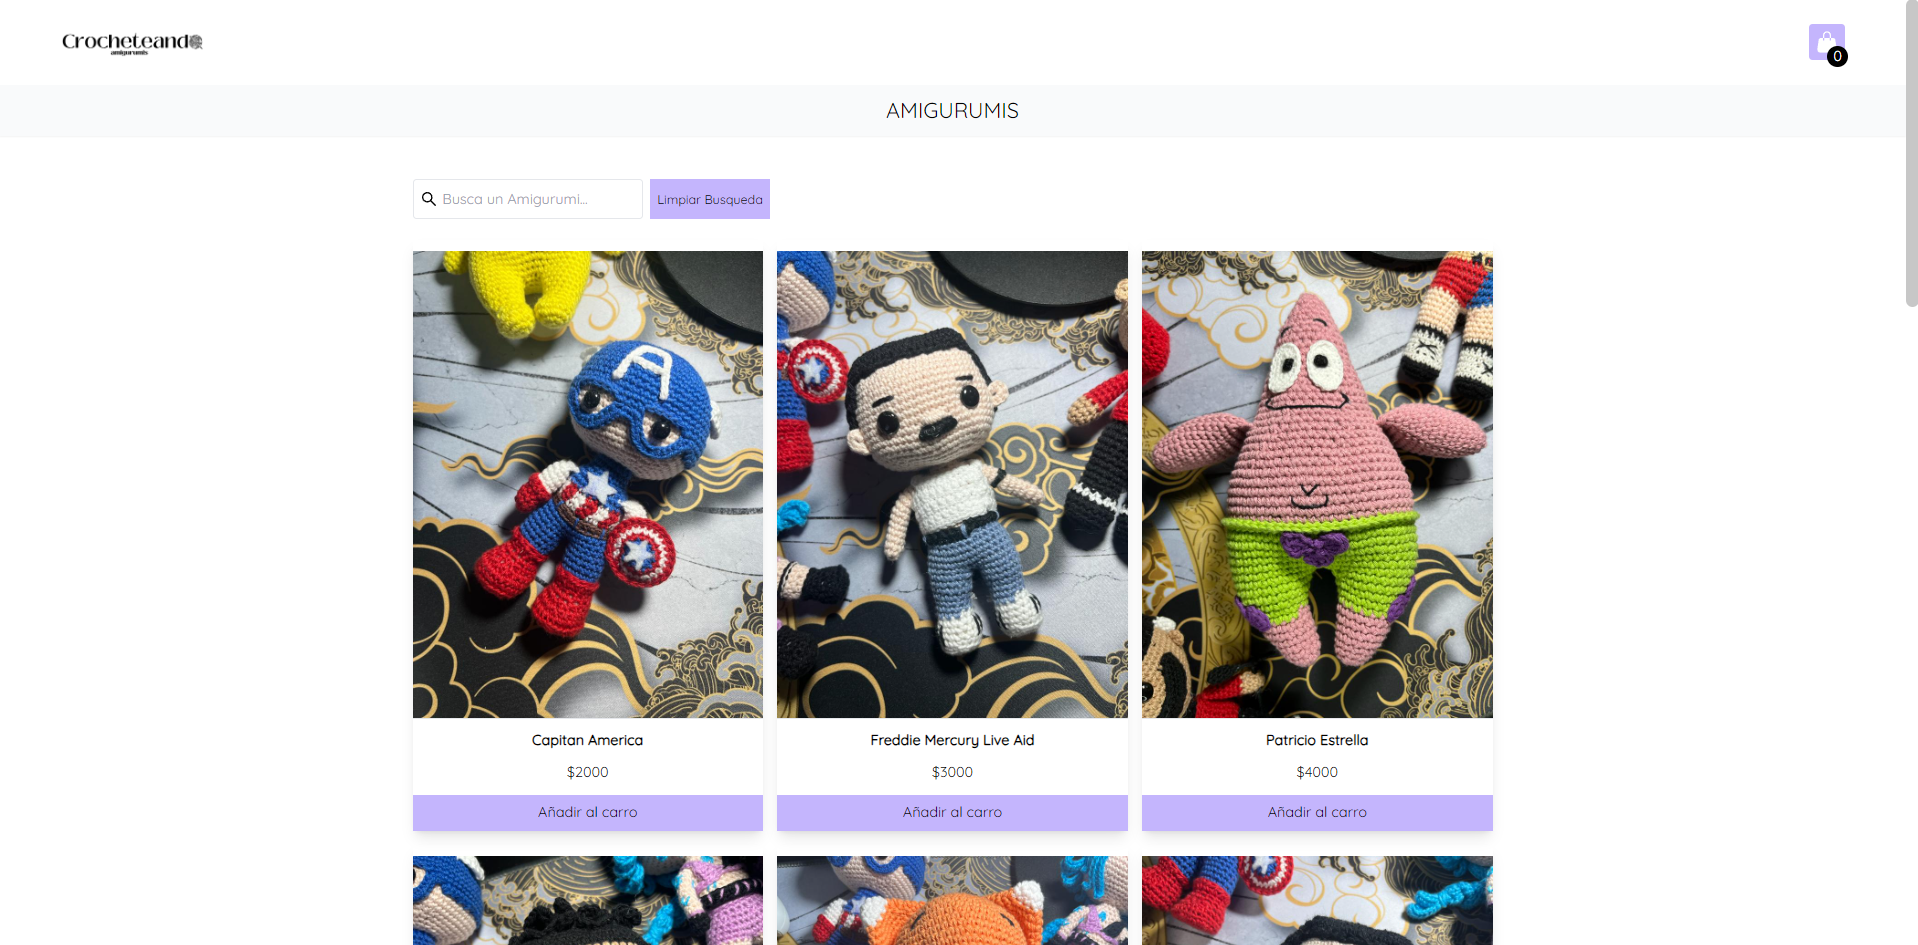 Crocheteando
amigurumis
0
AMIGURUMIS
Busca un Amigurumi...
Limpiar Busqueda
A
Capitan America
Freddie Mercury Live Aid
Patricio Estrella
$2000
$3000
$4000
Añadir al carro
Añadir al carro
Añadir al carro